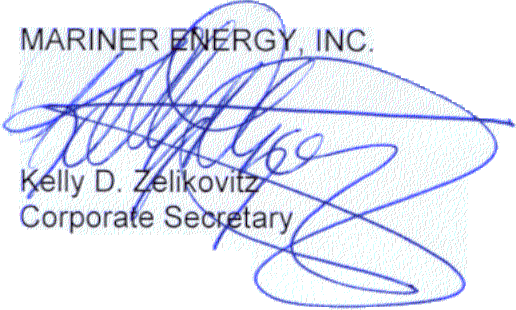 MARINER ENERGY, INC.
Kelly D. Zelikovitz
Corporate Secretary